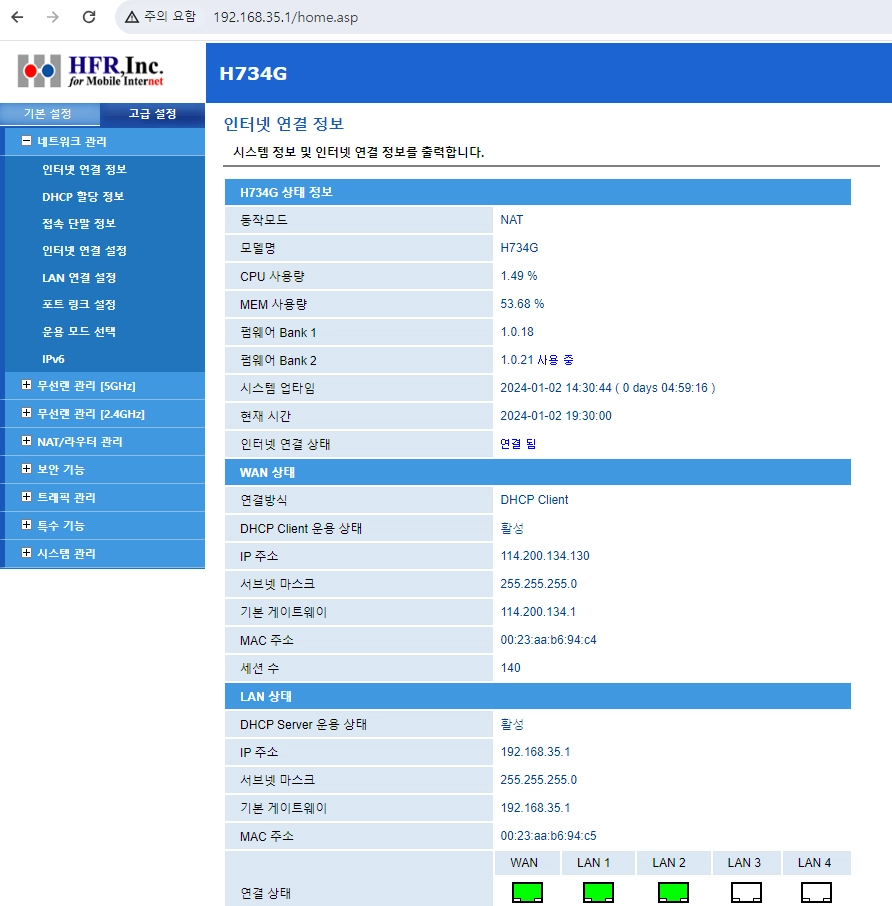 주의 요함 192.168.35.1/home.asp
HFR,Inc.
for Mobile Internet
H734G
기본 설정 고급 설정
네트워크 관리
인터넷 연결 정보
DHCP 할당 정보
접속 단말 정보
인터넷 연결 설정
LAN 연결 설정
포트 링크 설정
운용 모드 선택
IPv6
무선랜 관리 [5GHz]
무선랜 관리 [2.4GHz]
NAT/라우터 관리
보안 기능
트래픽 관리
특수 기능
시스템 관리
인터넷 연결 정보
시스템 정보 및 인터넷 연결 정보를 출력합니다.
H734G 상태 정보
동작모드 NAT
모델명 H734G
CPU 사용량 1.49 %
MEM 사용량 53.68 %
펌웨어 Bank 1 1.0.18
펌웨어 Bank 2 1.0.21 사용 중
시스템 업타임 2024-01-02 14:30:44 ( 0 days 04:59:16 )
현재 시간 2024-01-02 19:30:00
인터넷 연결 상태 연결 됨
WAN 상태
연결방식 DHCP Client
DHCP Client 운용 상태 활성
IP 주소 114.200.134.130
서브넷 마스크 255.255.255.0
기본 게이트웨이 114.200.134.1
MAC 주소 00:23:aa:b6:94:c4
세션 수 140
LAN 상태
DHCP Server 운용 상태 활성
IP 주소 192.168.35.1
서브넷 마스크 255.255.255.0
기본 게이트웨이 192.168.35.1
MAC 주소 00:23:aa:b6:94:c5
WAN LAN 1 LAN 2 LAN 3 LAN 4
연결 상태